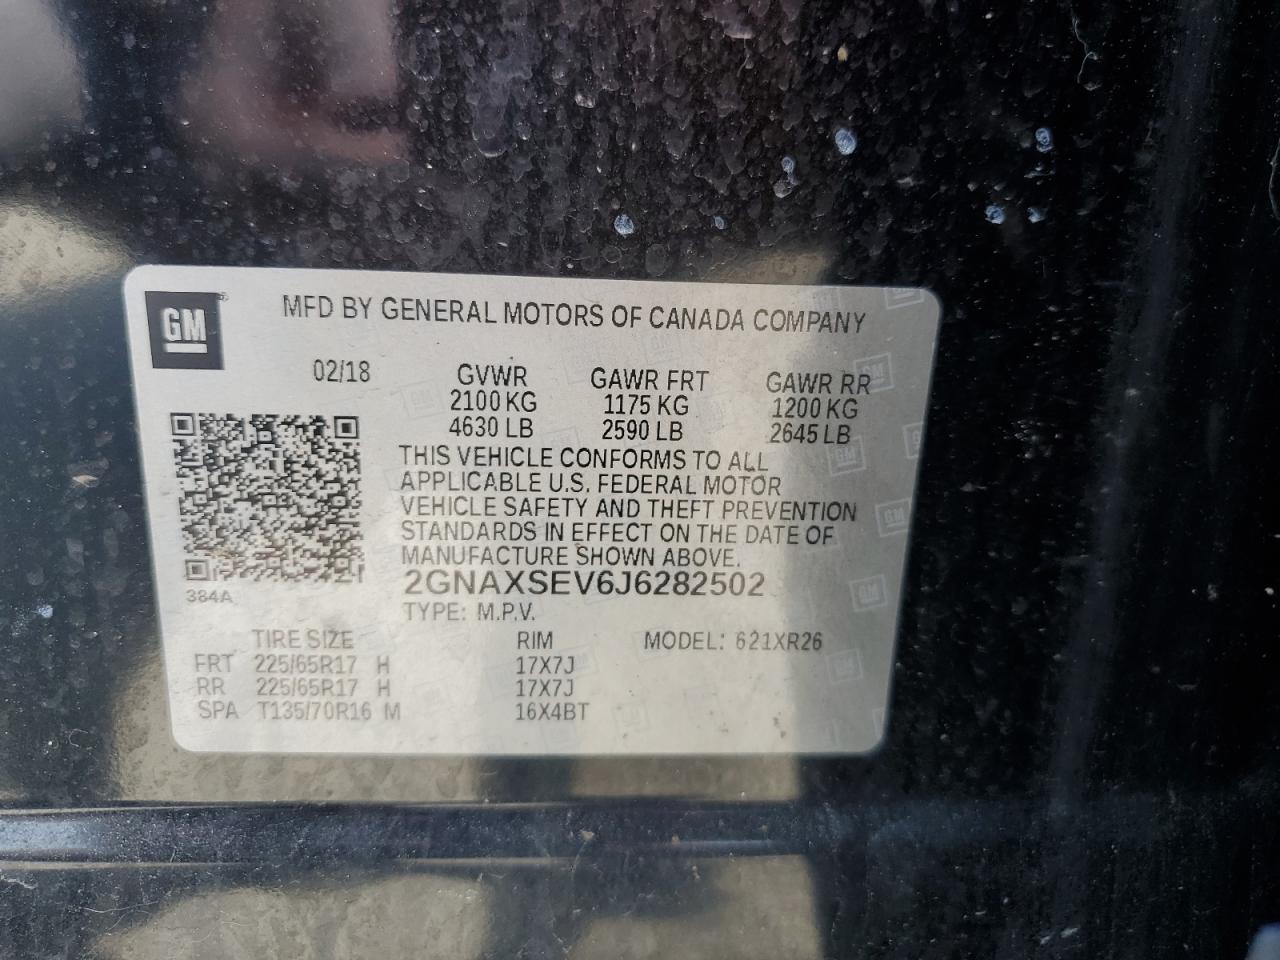 GM
MFD BY GENERAL MOTORS OF CANADA COMPANY
02/18 GVWR GAWR FRT GAWR RR
2100 KG 1175 KG 1200 KG
4630 LB 2590 LB 2645 LB
THIS VEHICLE CONFORMS TO ALL
APPLICABLE U.S. FEDERAL MOTOR
VEHICLE SAFETY AND THEFT PREVENTION
STANDARDS IN EFFECT ON THE DATE OF
MANUFACTURE SHOWN ABOVE.
2GNAXSEV6J6282502
384A
TYPE: M.P.V.
TIRE SIZE RIM MODEL: 621XR26
FRT 225/65R17 H 17X7J
RR 225/65R17 H 17X7J
SPA T135/70R16 M 16X4BT